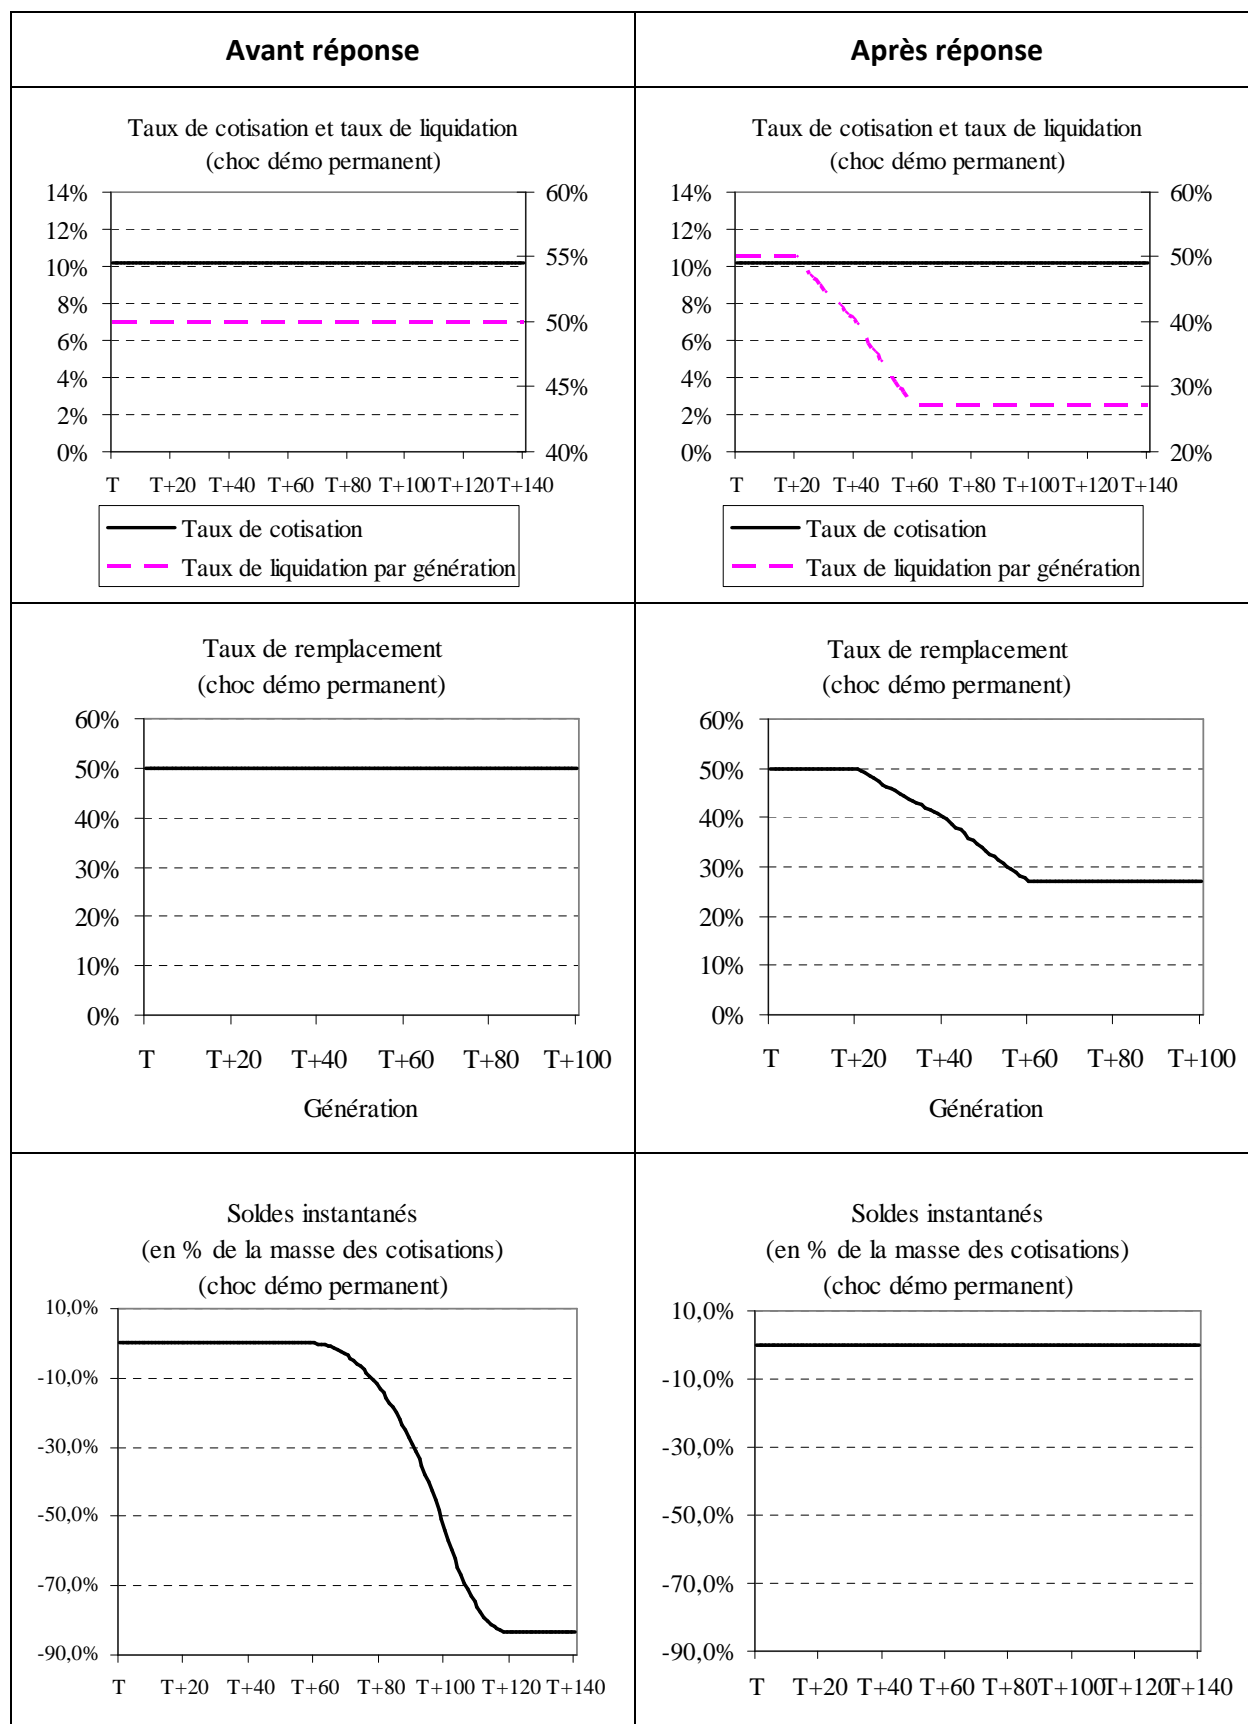 Avant réponse
Après réponse
Taux de cotisation et taux de liquidation
(choc démo permanent)
14%
12%
10%
8%
6%
4%
2%
0%
60%
55%
50%
45%
40%
T T+20 T+40 T+60 T+80 T+100 T+120 T+140
Taux de cotisation
Taux de liquidation par génération
Taux de cotisation et taux de liquidation
(choc démo permanent)
14%
12%
10%
8%
6%
4%
2%
0%
60%
50%
40%
30%
20%
T T+20 T+40 T+60 T+80 T+100 T+120 T+140
Taux de cotisation
Taux de liquidation par génération
Taux de remplacement
(choc démo permanent)
60%
50%
40%
30%
20%
10%
0%
T T+20 T+40 T+60 T+80 T+100
Génération
Taux de remplacement
(choc démo permanent)
60%
50%
40%
30%
20%
10%
0%
T T+20 T+40 T+60 T+80 T+100
Génération
Soldes instantanés
(en % de la masse des cotisations)
(choc démo permanent)
10,0%
-10,0%
-30,0%
-50,0%
-70,0%
-90,0%
T T+20 T+40 T+60 T+80 T+100 T+120 T+140
Soldes instantanés
(en % de la masse des cotisations)
(choc démo permanent)
10,0%
-10,0%
-30,0%
-50,0%
-70,0%
-90,0%
T T+20 T+40 T+60 T+80 T+100 T+120 T+140